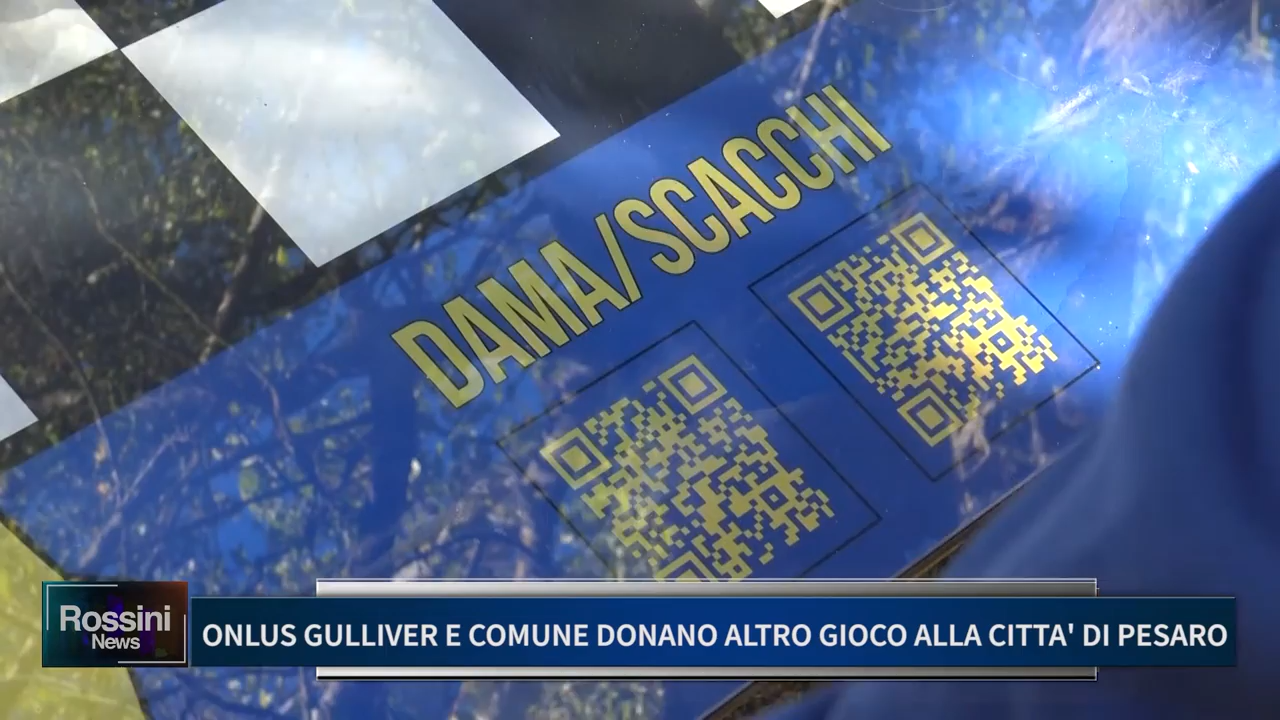 DAMA/SCACCHI
Rossini
News
ONLUS GULLIVER E COMUNE DONANO ALTRO GIOCO ALLA CITTA' DI PESARO